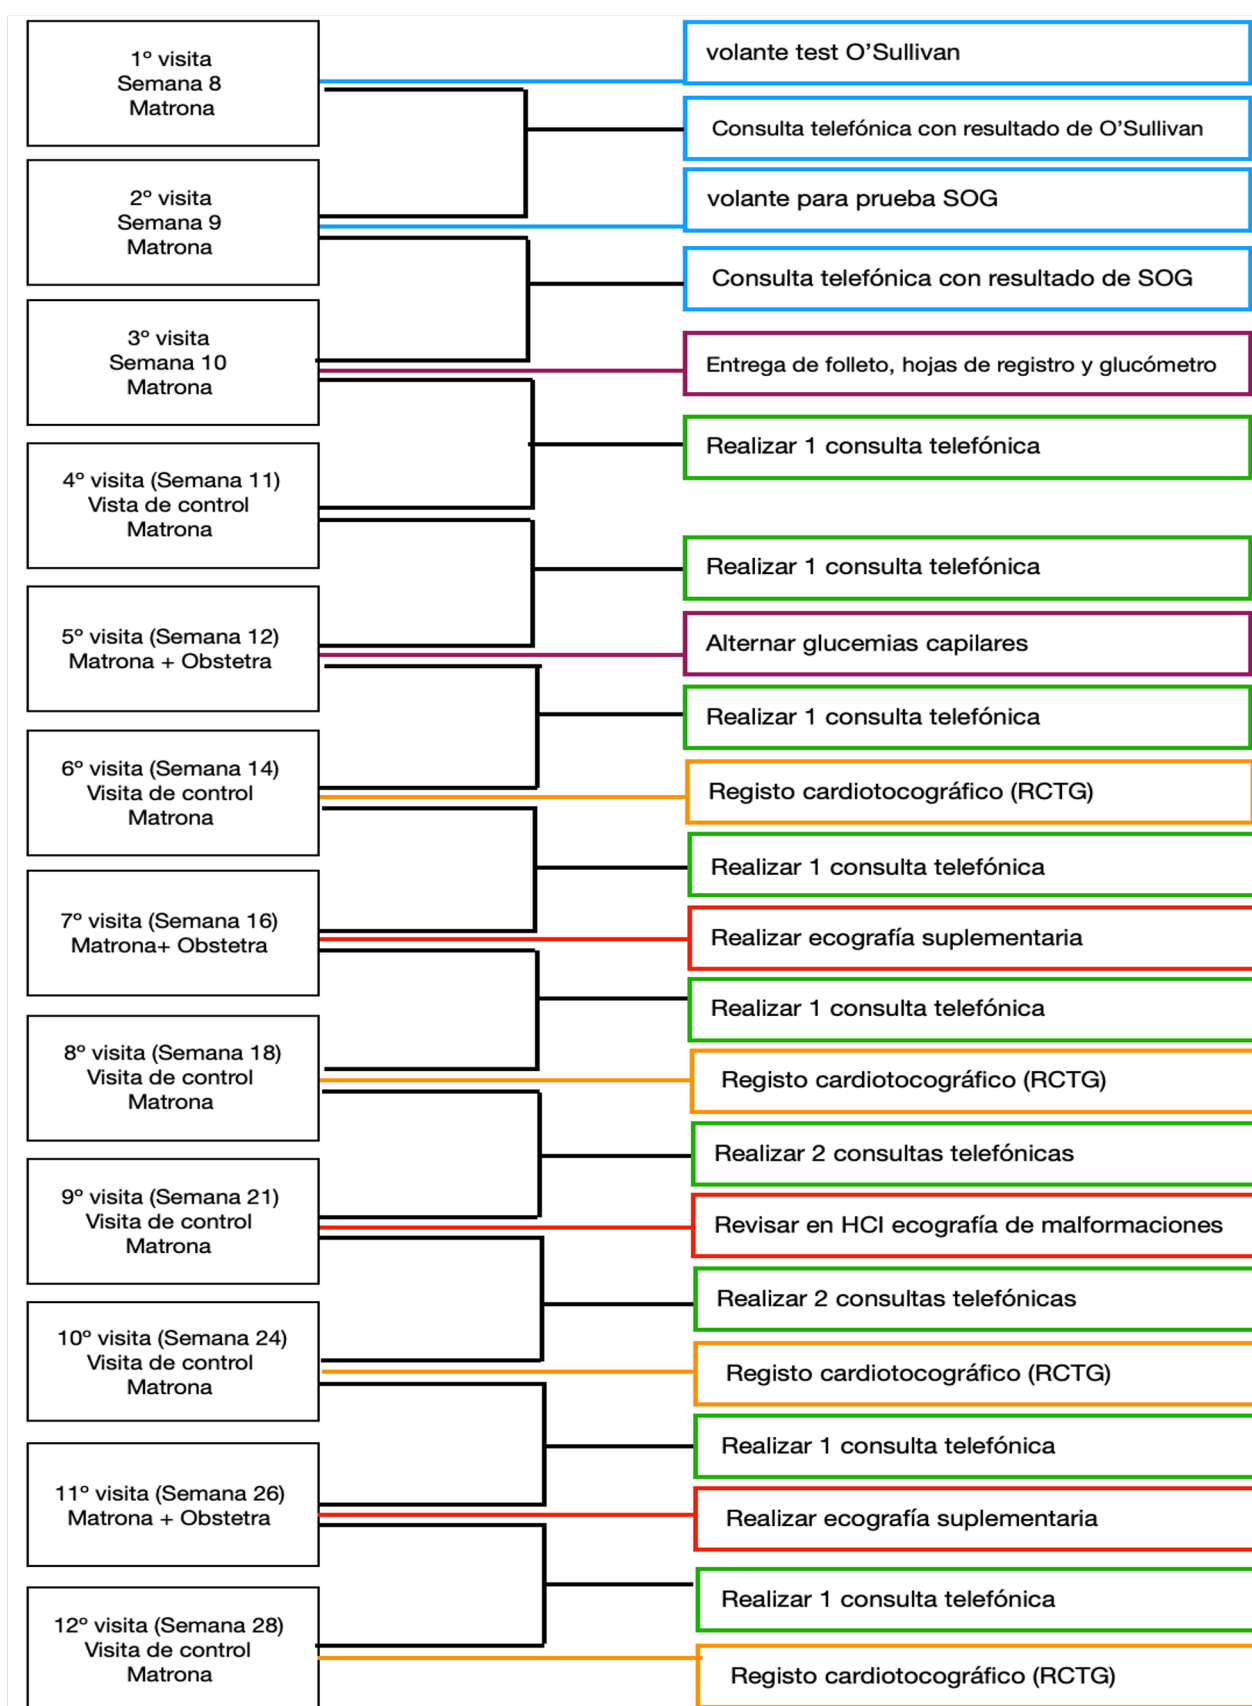 1º visita
Semana 8
Matrona
volante test O’Sullivan
Consulta telefónica con resultado de O’Sullivan
2º visita
Semana 9
Matrona
volante para prueba SOG
Consulta telefónica con resultado de SOG
3º visita
Semana 10
Matrona
Entrega de folleto, hojas de registro y glucómetro
Realizar 1 consulta telefónica
4º visita (Semana 11)
Vista de control
Matrona
Realizar 1 consulta telefónica
5º visita (Semana 12)
Matrona + Obstetra
Alternar glucemias capilares
Realizar 1 consulta telefónica
6º visita (Semana 14)
Visita de control
Matrona
Registo cardiotocográfico (RCTG)
Realizar 1 consulta telefónica
7º visita (Semana 16)
Matrona+ Obstetra
Realizar ecografía suplementaria
Realizar 1 consulta telefónica
8º visita (Semana 18)
Visita de control
Matrona
Registo cardiotocográfico (RCTG)
Realizar 2 consultas telefónicas
9º visita (Semana 21)
Visita de control
Matrona
Revisar en HCI ecografía de malformaciones
Realizar 2 consultas telefónicas
10º visita (Semana 24)
Visita de control
Matrona
Registo cardiotocográfico (RCTG)
Realizar 1 consulta telefónica
11º visita (Semana 26)
Matrona + Obstetra
Realizar ecografía suplementaria
Realizar 1 consulta telefónica
12º visita (Semana 28)
Visita de control
Matrona
Registo cardiotocográfico (RCTG)